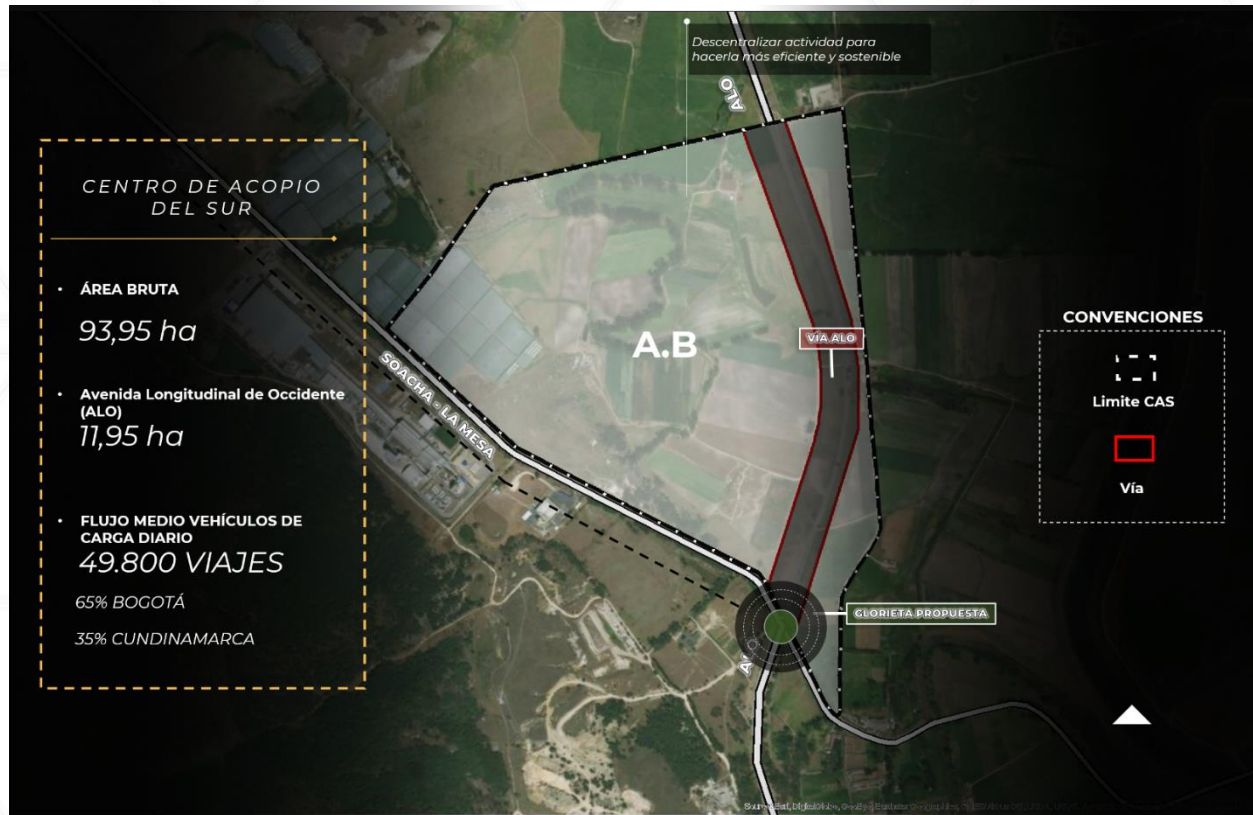 Descentralizar actividad para
hacerla más eficiente y sostenible
ALO
CENTRO DE ACOPIO
DEL SUR
• ÁREA BRUTA
93,95 ha
• Avenida Longitudinal de Occidente
(ALO)
11,95 ha
• FLUJO MEDIO VEHÍCULOS DE
CARGA DIARIO
49.800 VIAJES
65% BOGOTÁ
35% CUNDINAMARCA
SOACHA - LA MESA
A.B
VÍA ALO
GLORIETA PROPUESTA
CONVENCIONES
Limite CAS
Vía